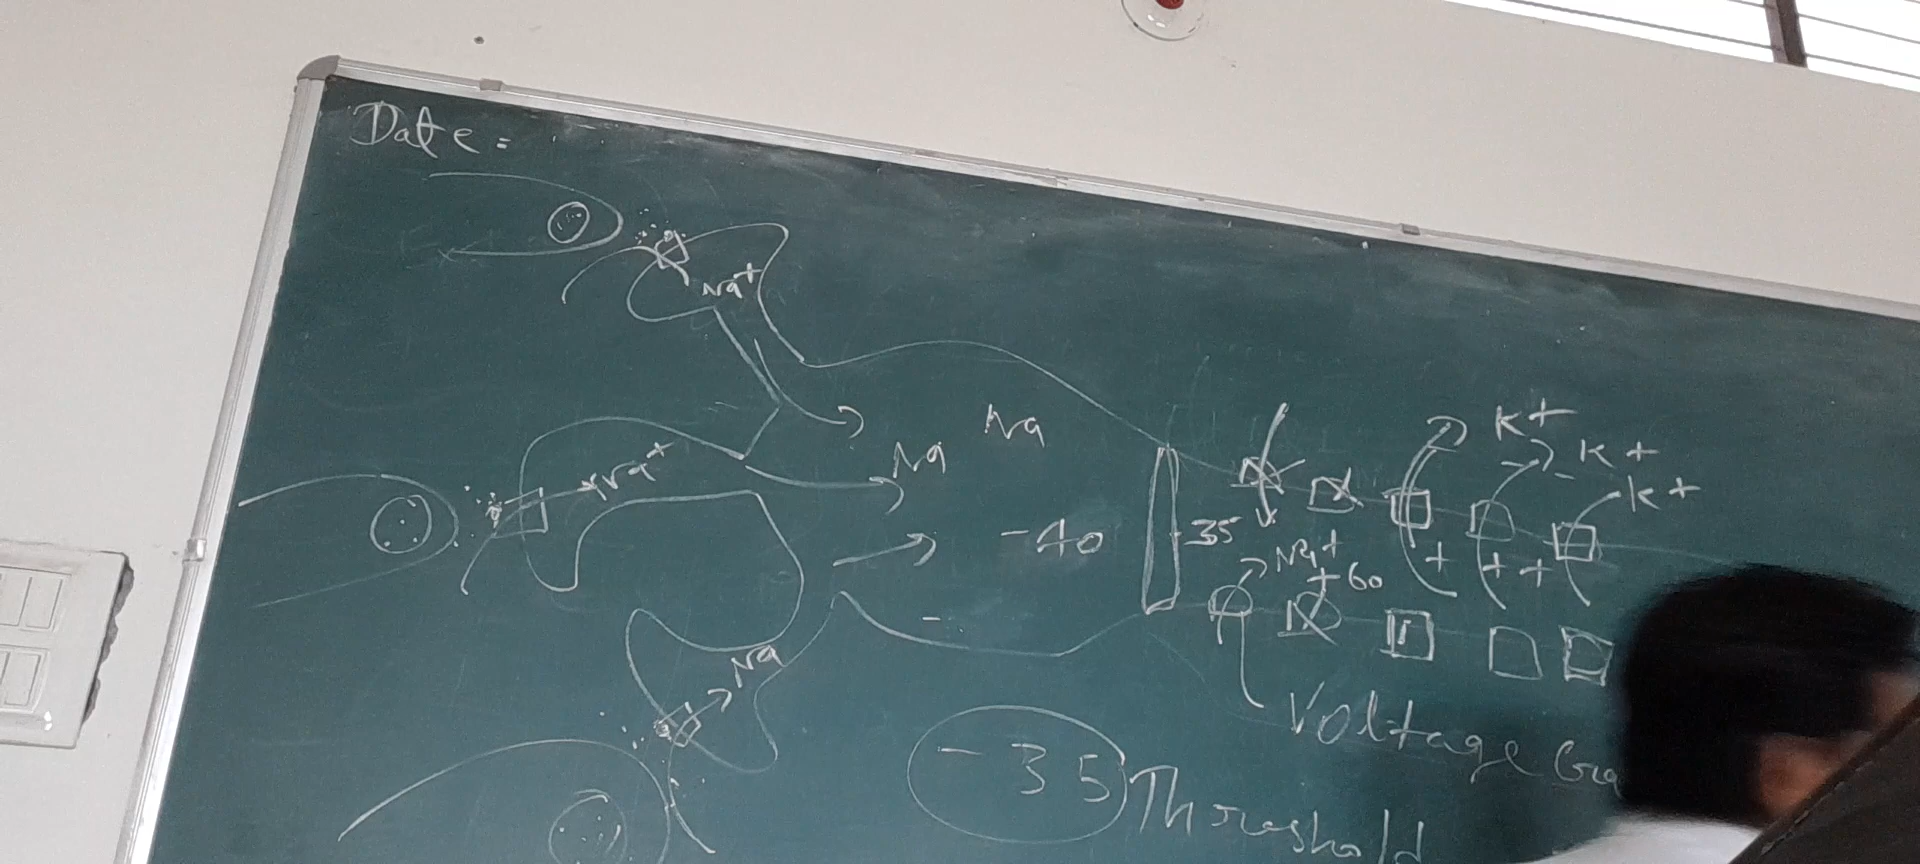 Date =
Na+
Na
Na
Na+
K+
K+
K+
-40
-35
Na+
+60
+
+
+
Na
Voltage Ga
-35 Threshold